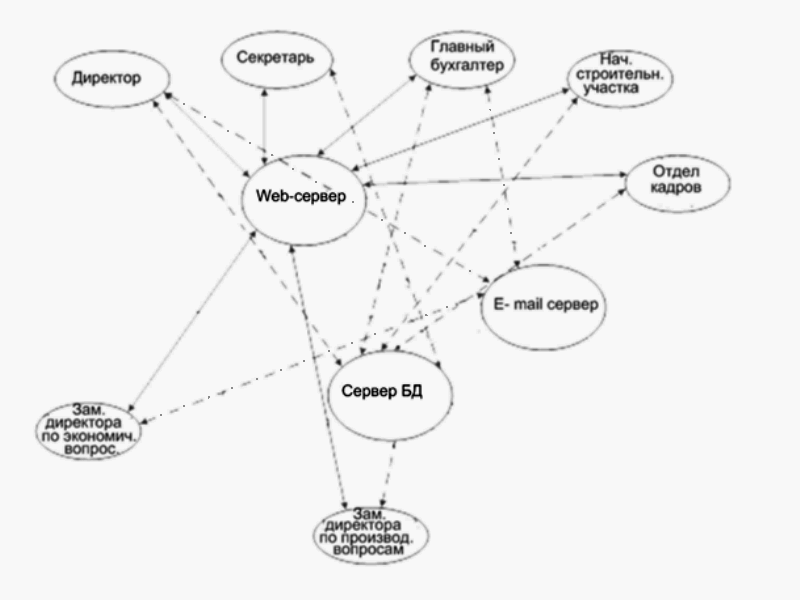 Директор
Секретарь
Главный
бухгалтер
Нач.
строительн.
участка
Web-сервер
Отдел
кадров
E- mail сервер
Сервер БД
Зам.
директора
по экономич.
вопрос.
Зам.
директора
по производ.
вопросам